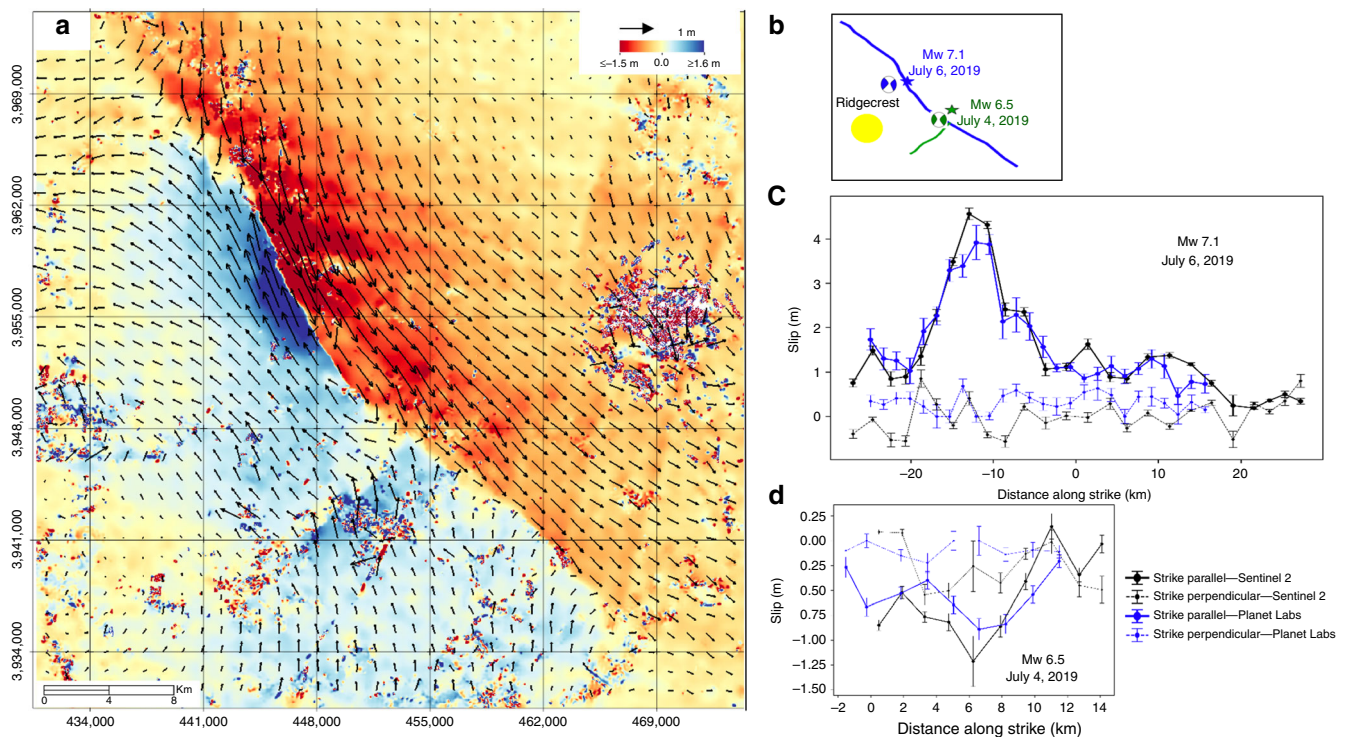 a
1 m
≤–1.5 m 0.0 ≥1.6 m
3,969,000
3,962,000
3,955,000
3,948,000
3,941,000
3,934,000
Km
0 4 8
434,000 441,000 448,000 455,000 462,000 469,000
b
Mw 7.1
July 6, 2019
Ridgecrest
Mw 6.5
July 4, 2019
C
Mw 7.1
July 6, 2019
Slip (m)
4
3
2
1
0
–20 –10 0 10 20
Distance along strike (km)
d
Slip (m)
0.25
0.00
0.25
0.50
0.75
–1.00
–1.25
–1.50
Mw 6.5
July 4, 2019
–2 0 2 4 6 8 10 12 14
Distance along strike (km)
Strike parallel—Sentinel 2
Strike perpendicular—Sentinel 2
Strike parallel—Planet Labs
Strike perpendicular—Planet Labs